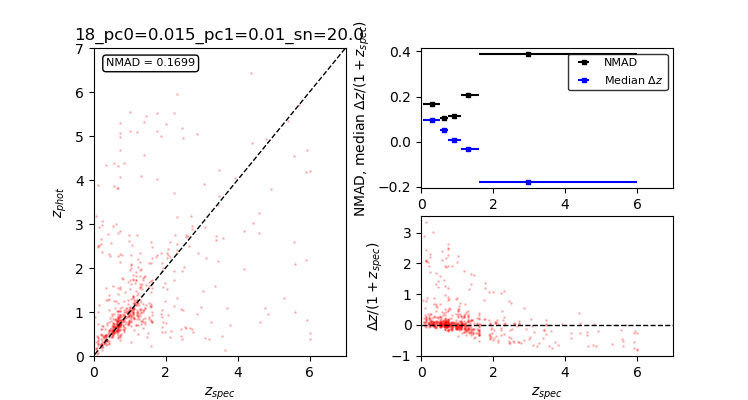 18_pc0=0.015_pc1=0.01_sn=20.0
NMAD = 0.1699
7
6
5
4
3
2
1
0
z_phot
0 2 4 6
z_spec
NMAD, median Δz/(1 + z_spec)
0.4
0.2
0.0
−0.2
NMAD
Median Δz
0 2 4 6
Δz/(1 + z_spec)
3
2
1
0
−1
0 2 4 6
z_spec